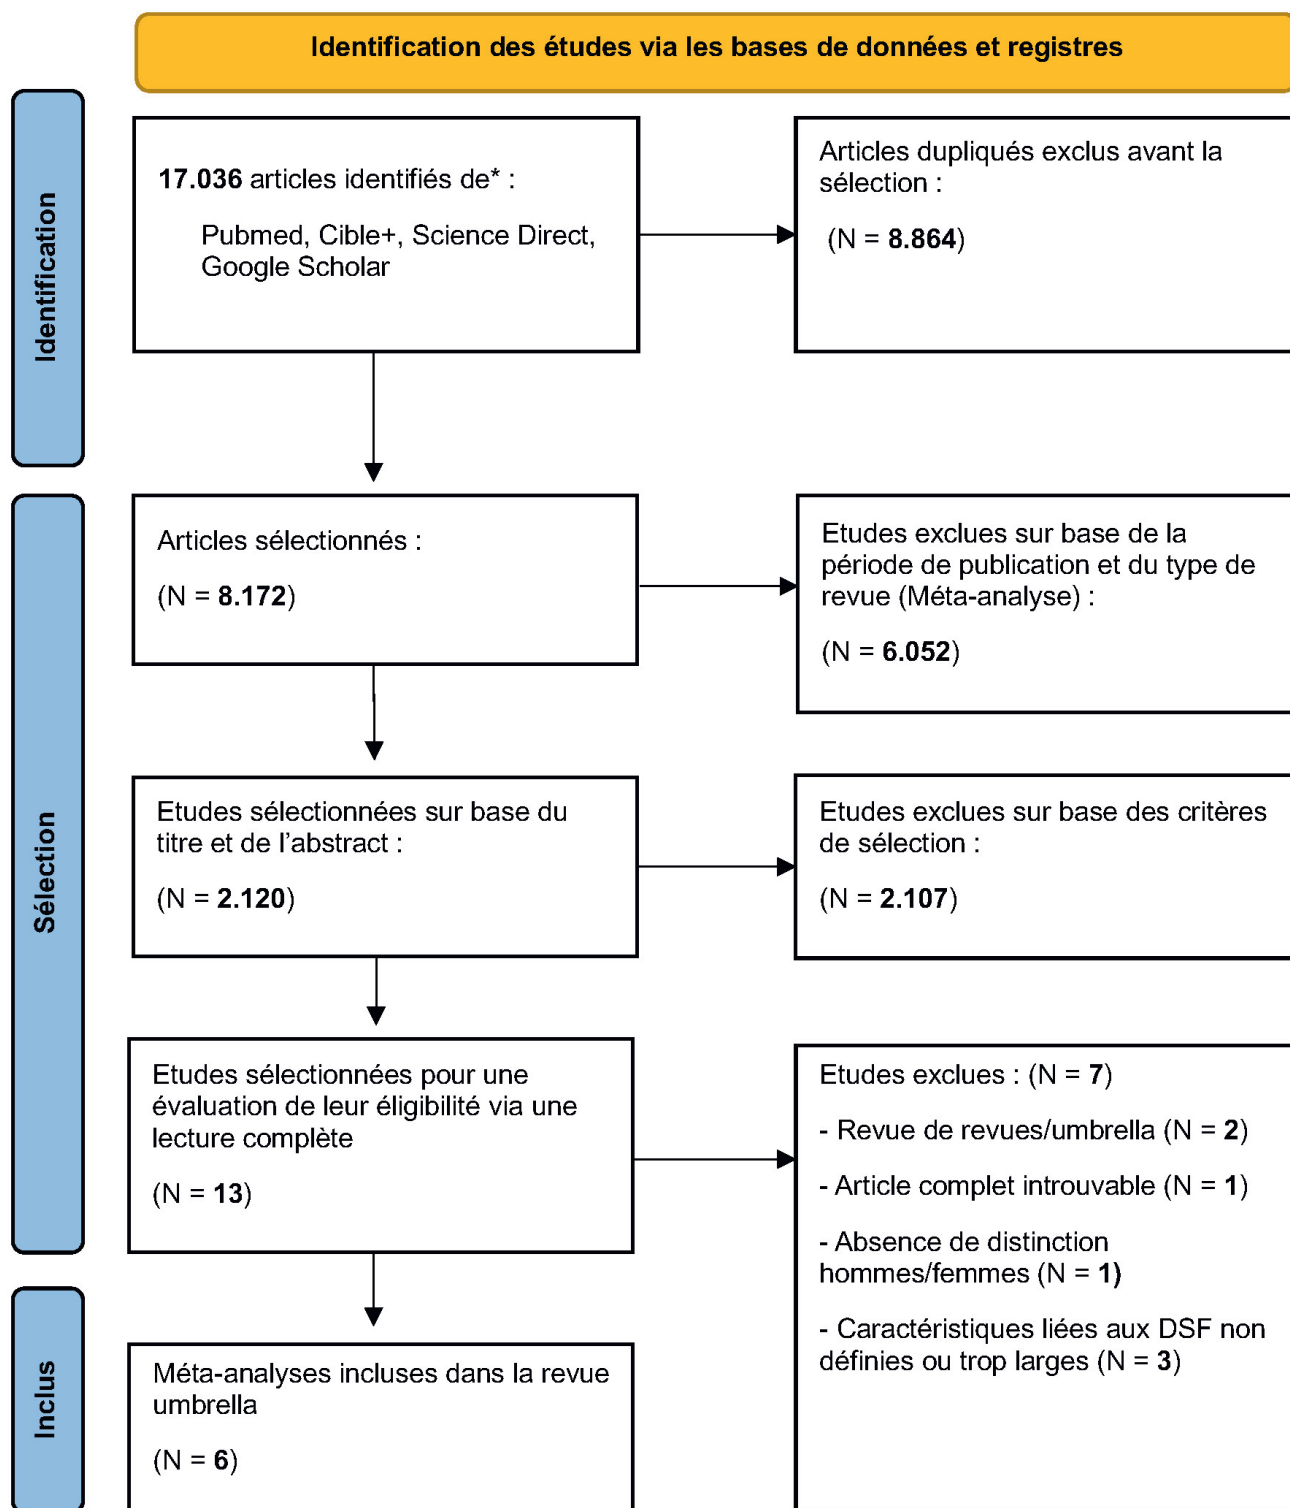 Identification des études via les bases de données et registres
Identification
17.036 articles identifiés de* :
Pubmed, Cible+, Science Direct,
Google Scholar
Articles dupliqués exclus avant la
sélection :
(N = 8.864)
Sélection
Articles sélectionnés :
(N = 8.172)
Etudes exclues sur base de la
période de publication et du type de
revue (Méta-analyse) :
(N = 6.052)
Etudes sélectionnées sur base du
titre et de l'abstract :
(N = 2.120)
Etudes exclues sur base des critères
de sélection :
(N = 2.107)
Etudes sélectionnées pour une
évaluation de leur éligibilité via une
lecture complète
(N = 13)
Etudes exclues : (N = 7)
- Revue de revues/umbrella (N = 2)
- Article complet introuvable (N = 1)
- Absence de distinction
hommes/femmes (N = 1)
- Caractéristiques liées aux DSF non
définies ou trop larges (N = 3)
Inclus
Méta-analyses incluses dans la revue
umbrella
(N = 6)